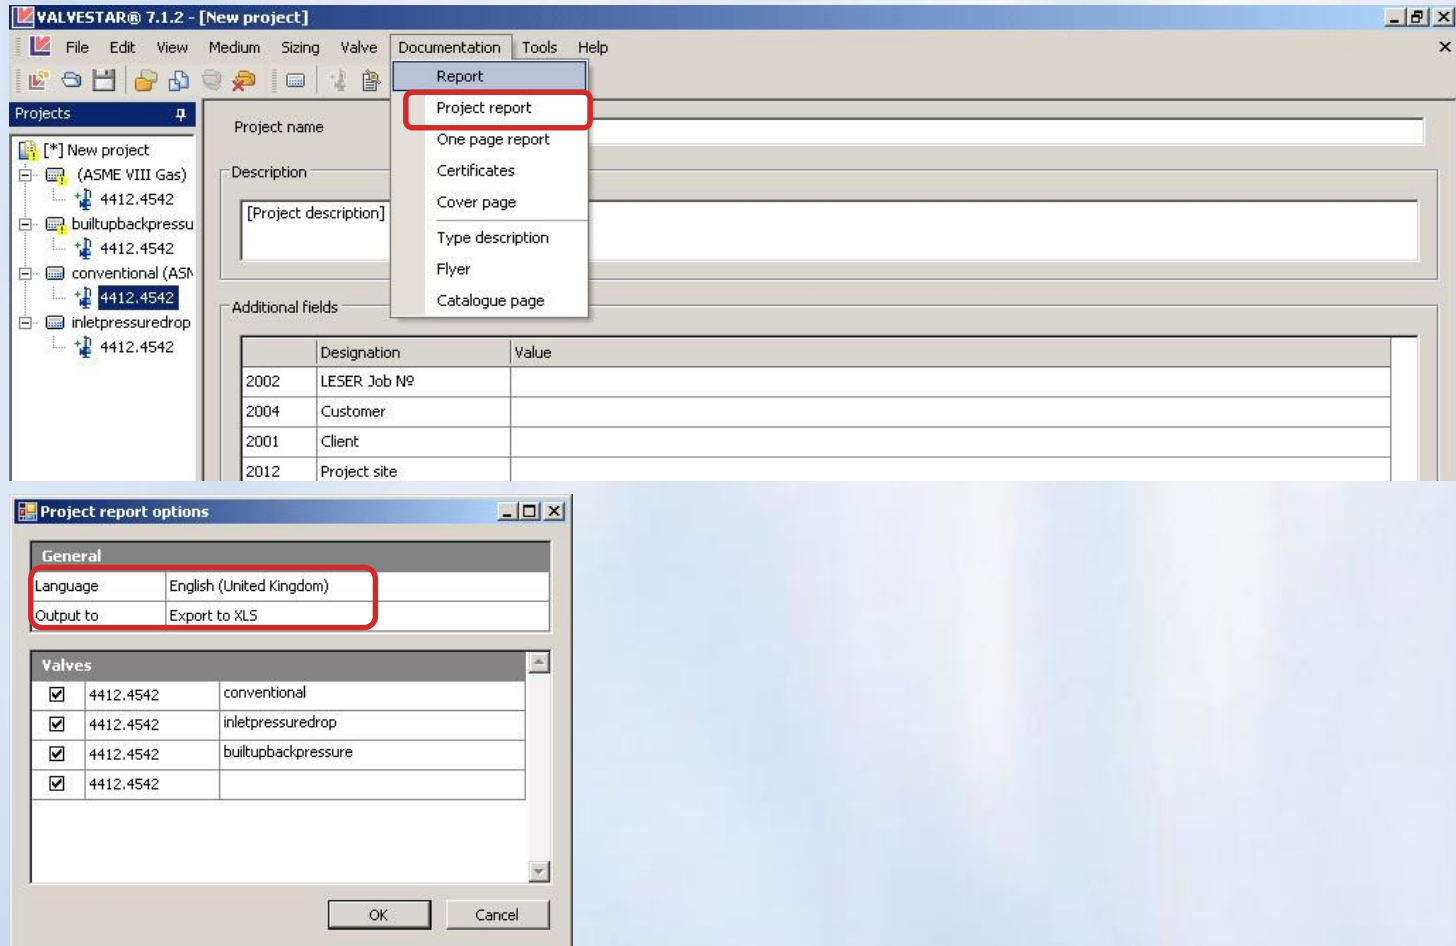 VALVESTAR® 7.1.2 - [New project]
File Edit View Medium Sizing Valve Documentation Tools Help
Report
Project report
One page report
Certificates
Cover page
Type description
Flyer
Catalogue page
Projects
[*] New project
(ASME VIII Gas)
4412.4542
builtupbackpressu
4412.4542
conventional (ASM
4412.4542
inletpressuredrop
4412.4542
Project name
Description
[Project description]
Additional fields
Designation Value
2002 LESER Job Nº
2004 Customer
2001 Client
2012 Project site
Project report options
General
Language English (United Kingdom)
Output to Export to XLS
Valves
4412.4542 conventional
4412.4542 inletpressuredrop
4412.4542 builtupbackpressure
4412.4542
OK Cancel